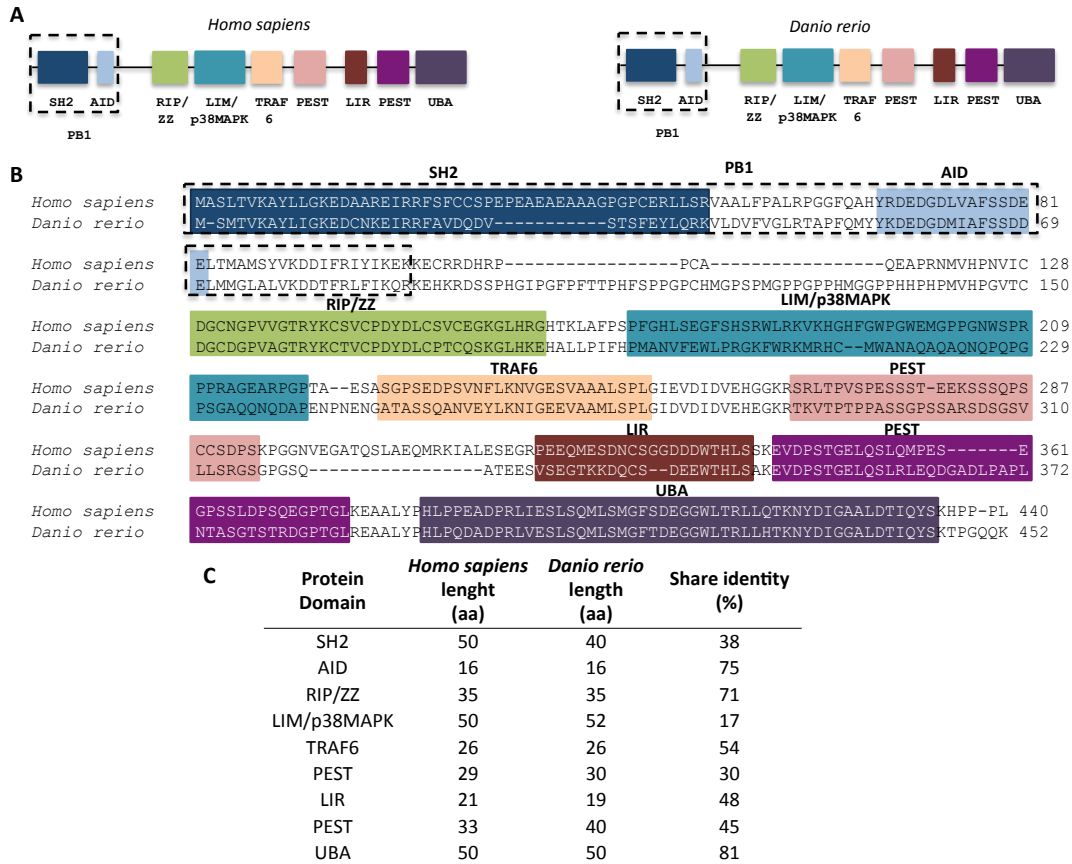 A
Homo sapiens
Danio rerio
SH2 AID RIP/ZZ LIM/p38MAPK TRAF6 PEST LIR PEST UBA
PB1
SH2 AID RIP/ZZ LIM/p38MAPK TRAF6 PEST LIR PEST UBA
PB1
B
SH2 PB1 AID
Homo sapiens MASLTVKAYLLGKEDAAREIRRFSFCCSPEPEAEAEAAAGPGPCERLLSRVAALFPALRPGGFQAHYRDEDGDLVAFSSDE 81
Danio rerio M-SMTVKAYLIGKEDCNKEIRRFAVDQDV----------STSFEYLQRKVLDVFVGLRTAPFQMYYKDEDGDMIAFSSDD 69
Homo sapiens ELTMAMSYVKDDIFRIYIKEKKECRRDHRP---------------PCA------------------QEAPRNMVHPNVIC 128
Danio rerio ELMMGLALVKDDTFRLFIKQRKEHKRDSSPHGIPGFPFTTPHFSPPGPCHMGPSPMGPPGPPHMGGPPHHPHPMVHPGVTC 150
RIP/ZZ LIM/p38MAPK
Homo sapiens DGCNGPVVGTRYKCSVCPDYDLCSVCEGKGLHRGHTKLAFPSPFGHLSEGFSHSRWLRKVKHGHFGWPGWEMGPPGNWSPR 209
Danio rerio DGCDGPVAGTRYKCTVCPDYDLCPTCQSKGLHKEHALLPIFHPMANVFEWLPRGKFWRKMRHC--MWANAQAQAQNQPQPG 229
TRAF6 PEST
Homo sapiens PPRAGEARPGPTA--ESASGPSEDPSVNFLKNVGESVAAALSPLGIEVDIDVEHGGKRSRLTPVSPESSST-EEKSSSQPS 287
Danio rerio PSGAQQNQDAPENPNENGATASSQANVEYLKNIGEEVAAMLSPLGIDVDIDVEHEGKRTKVTPTPPASSGPSSARSDSGSV 310
LIR PEST
Homo sapiens CCSDPSKPGGNVEGATQSLAEQMRKIALESEGRPEEQMESDNCSGGDDDWTHLSSKEVDPSTGELQSLQMPES-------E 361
Danio rerio LLSRGSGPGSQ-----------------ATEESVSEGTKKDQCS--DEEWTHLSAKEVDPSTGELQSLRLEQDGADLPAPL 372
UBA
Homo sapiens GPSSLDPSQEGPTGLKEAALYPHLPPEADPRLIESLSQMLSMGFSDEGGWLTRLLQTKNYDIGAALDTIQYSKHPP-PL 440
Danio rerio NTASGTSTRDGPTGLREAALYPHLPQDADPRLVESLSQMLSMGFTDEGGWLTRLLTTKNYDIGGALDTIQYSKTPGQQK 452
C
Protein Domain Homo sapiens lenght (aa) Danio rerio length (aa) Share identity (%)
SH2 50 40 38
AID 16 16 75
RIP/ZZ 35 35 71
LIM/p38MAPK 50 52 17
TRAF6 26 26 54
PEST 29 30 30
LIR 21 19 48
PEST 33 40 45
UBA 50 50 81